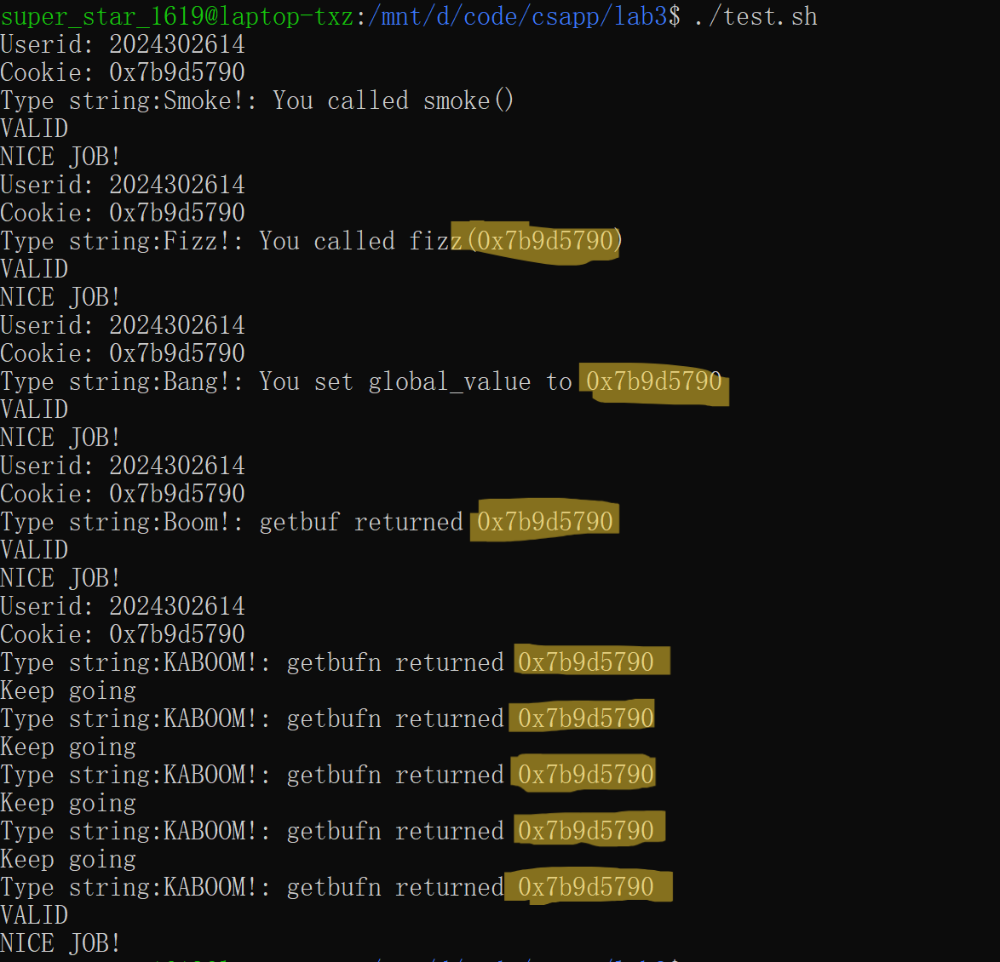 super_star_1619@laptop-txz:/mnt/d/code/csapp/lab3$ ./test.sh
Userid: 2024302614
Cookie: 0x7b9d5790
Type string:Smoke!: You called smoke()
VALID
NICE JOB!
Userid: 2024302614
Cookie: 0x7b9d5790
Type string:Fizz!: You called fizz(0x7b9d5790)
VALID
NICE JOB!
Userid: 2024302614
Cookie: 0x7b9d5790
Type string:Bang!: You set global_value to 0x7b9d5790
VALID
NICE JOB!
Userid: 2024302614
Cookie: 0x7b9d5790
Type string:Boom!: getbuf returned 0x7b9d5790
VALID
NICE JOB!
Userid: 2024302614
Cookie: 0x7b9d5790
Type string:KABOOM!: getbufn returned 0x7b9d5790
Keep going
Type string:KABOOM!: getbufn returned 0x7b9d5790
Keep going
Type string:KABOOM!: getbufn returned 0x7b9d5790
Keep going
Type string:KABOOM!: getbufn returned 0x7b9d5790
Keep going
Type string:KABOOM!: getbufn returned 0x7b9d5790
VALID
NICE JOB!